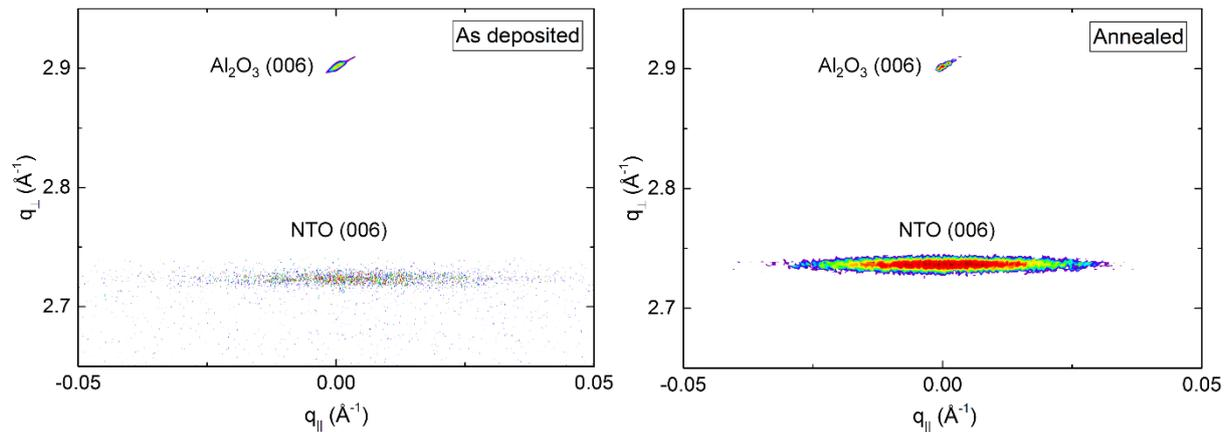 As deposited
2.9
Al₂O₃ (006)
2.8
NTO (006)
2.7
-0.05
0.00
0.05
q⊥ (Å⁻¹)
q|| (Å⁻¹)
Annealed
2.9
Al₂O₃ (006)
2.8
NTO (006)
2.7
-0.05
0.00
0.05
q⊥ (Å⁻¹)
q|| (Å⁻¹)